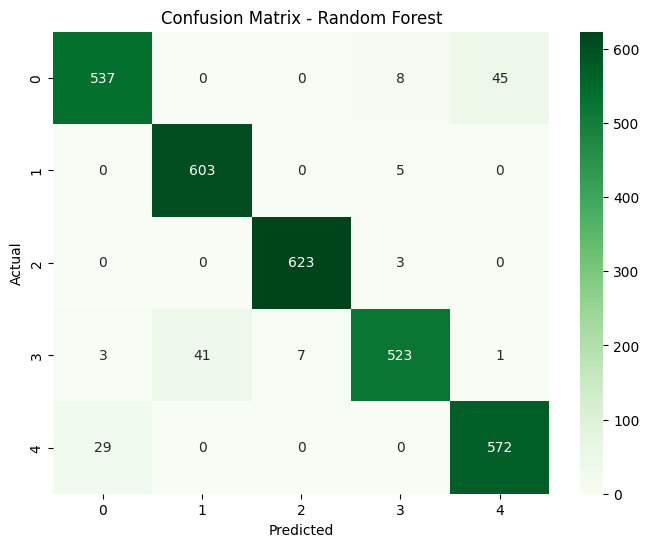 Confusion Matrix - Random Forest
0 537 0 0 8 45
1 0 603 0 5 0
2 0 0 623 3 0
3 3 41 7 523 1
4 29 0 0 0 572
0 1 2 3 4
Actual
Predicted
600
500
400
300
200
100
0